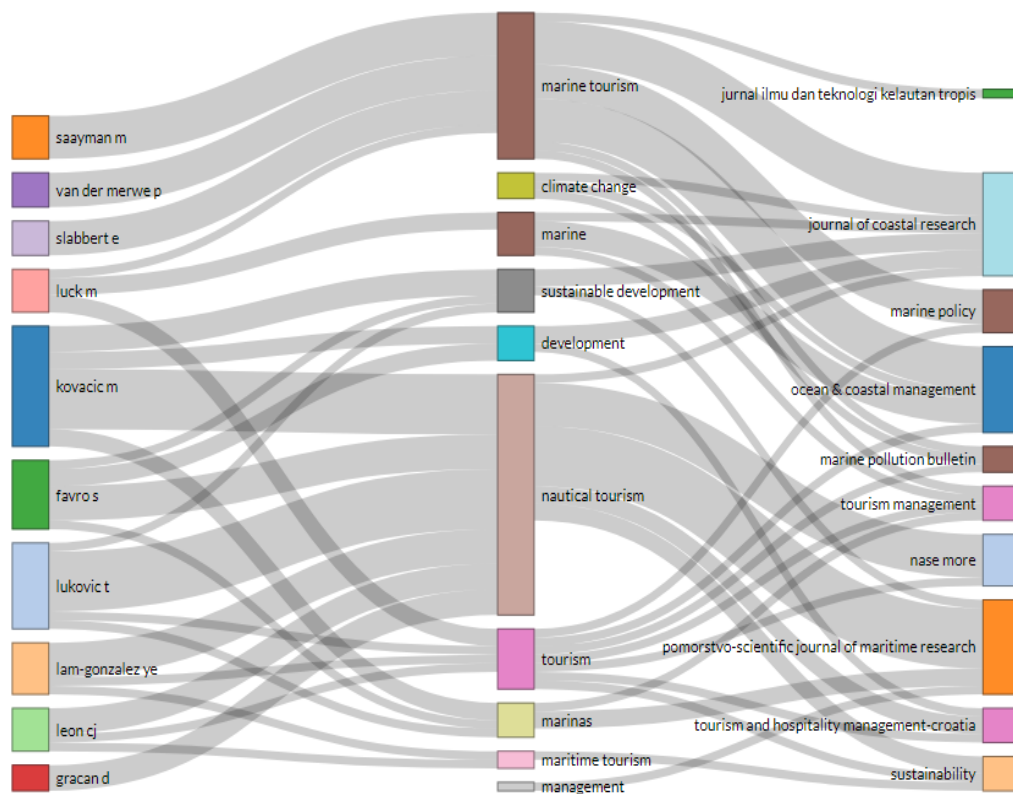 saayman m
van der merwe p
slabbert e
luck m
kovacic m
favro s
lukovic t
lam-gonzalez ye
leon cj
gracan d
marine tourism
climate change
marine
sustainable development
development
nautical tourism
tourism
marinas
maritime tourism
management
jurnal ilmu dan teknologi kelautan tropis
journal of coastal research
marine policy
ocean & coastal management
marine pollution bulletin
tourism management
nase more
pomorstvo-scientific journal of maritime research
tourism and hospitality management-croatia
sustainability